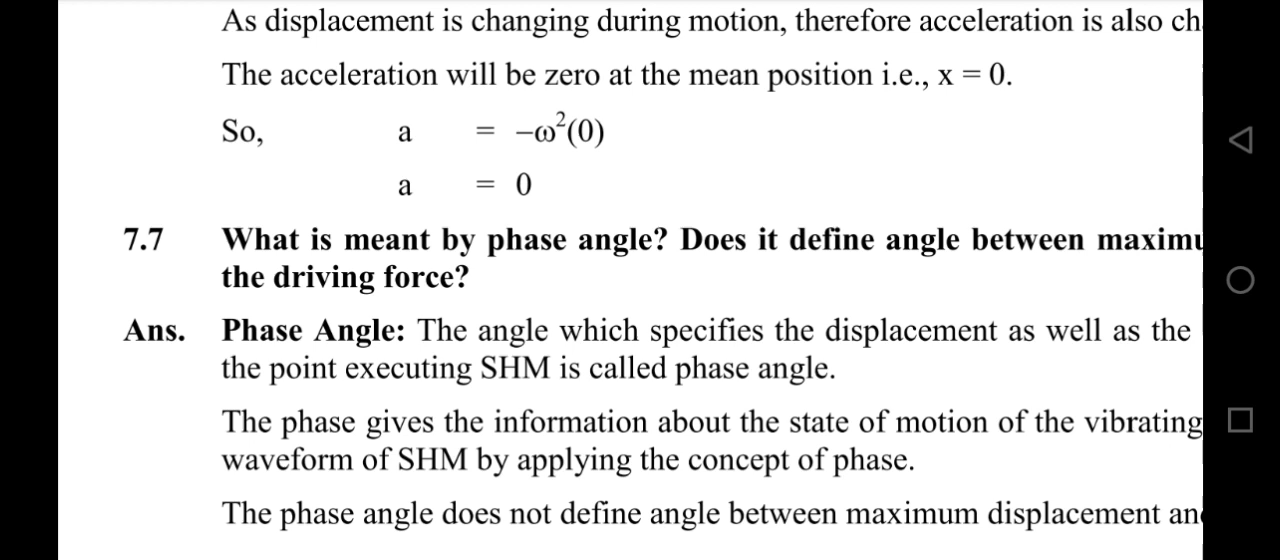 As displacement is changing during motion, therefore acceleration is also
The acceleration will be zero at the mean position i.e., x = 0.
So, a = −ω²(0)
a = 0
7.7 What is meant by phase angle? Does it define angle between
the driving force?
Ans. Phase Angle: The angle which specifies the displacement as well as the
the point executing SHM is called phase angle.
The phase gives the information about the state of motion of the vibrating
waveform of SHM by applying the concept of phase.
The phase angle does not define angle between maximum displacement